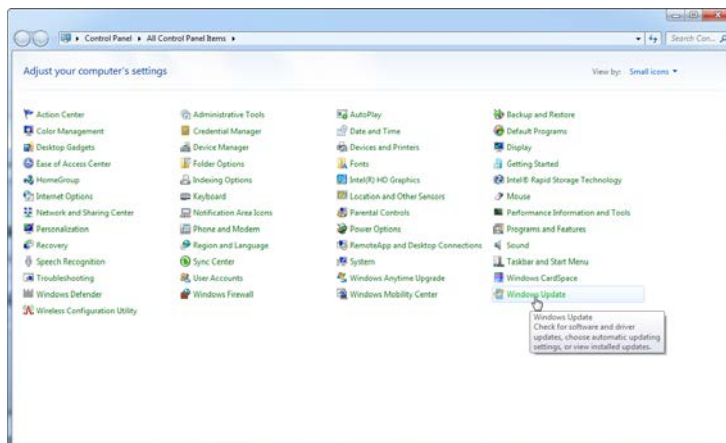 Control Panel ▸ All Control Panel Items ▸
Search Con...
Adjust your computer's settings
View by: Small icons
Action Center
Administrative Tools
AutoPlay
Backup and Restore
Color Management
Credential Manager
Date and Time
Default Programs
Desktop Gadgets
Device Manager
Devices and Printers
Display
Ease of Access Center
Folder Options
Fonts
Getting Started
HomeGroup
Indexing Options
Intel(R) HD Graphics
Intel® Rapid Storage Technology
Internet Options
Keyboard
Location and Other Sensors
Mouse
Network and Sharing Center
Notification Area Icons
Parental Controls
Performance Information and Tools
Personalization
Phone and Modem
Power Options
Programs and Features
Recovery
Region and Language
RemoteApp and Desktop Connections
Sound
Speech Recognition
Sync Center
System
Taskbar and Start Menu
Troubleshooting
User Accounts
Windows Anytime Upgrade
Windows CardSpace
Windows Defender
Windows Firewall
Windows Mobility Center
Windows Update
Wireless Configuration Utility
Windows Update
Check for software and driver
updates, choose automatic updating
settings, or view installed updates.